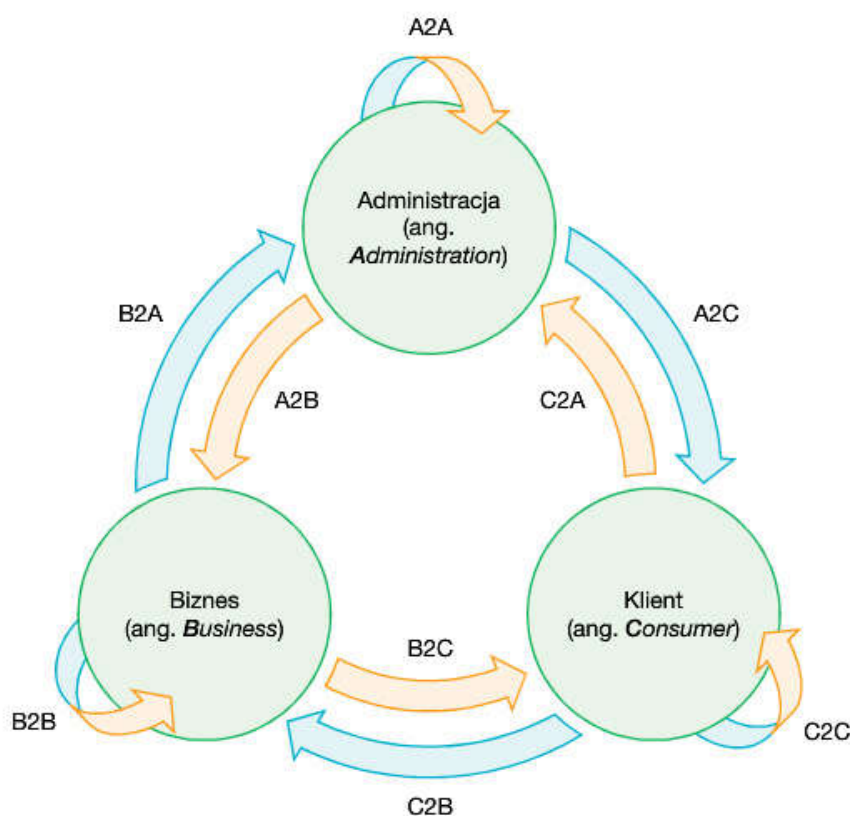 A2A
Administracja
(ang.
Administration)
B2A
A2C
A2B
C2A
Biznes
(ang. Business)
Klient
(ang. Consumer)
B2C
B2B
C2C
C2B